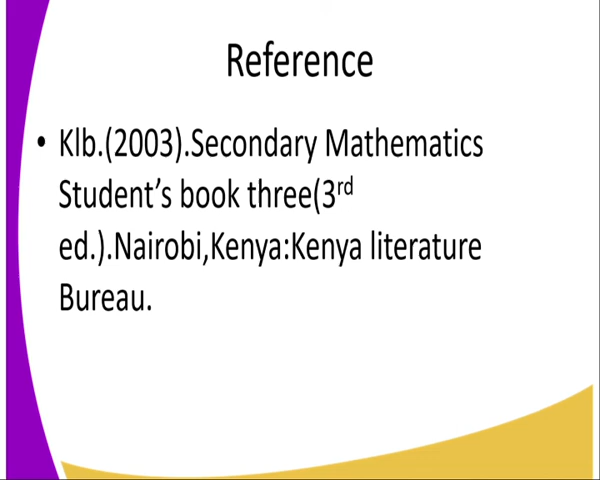 Reference
• Klb.(2003).Secondary Mathematics
Student’s book three(3rd
ed.).Nairobi,Kenya:Kenya literature
Bureau.